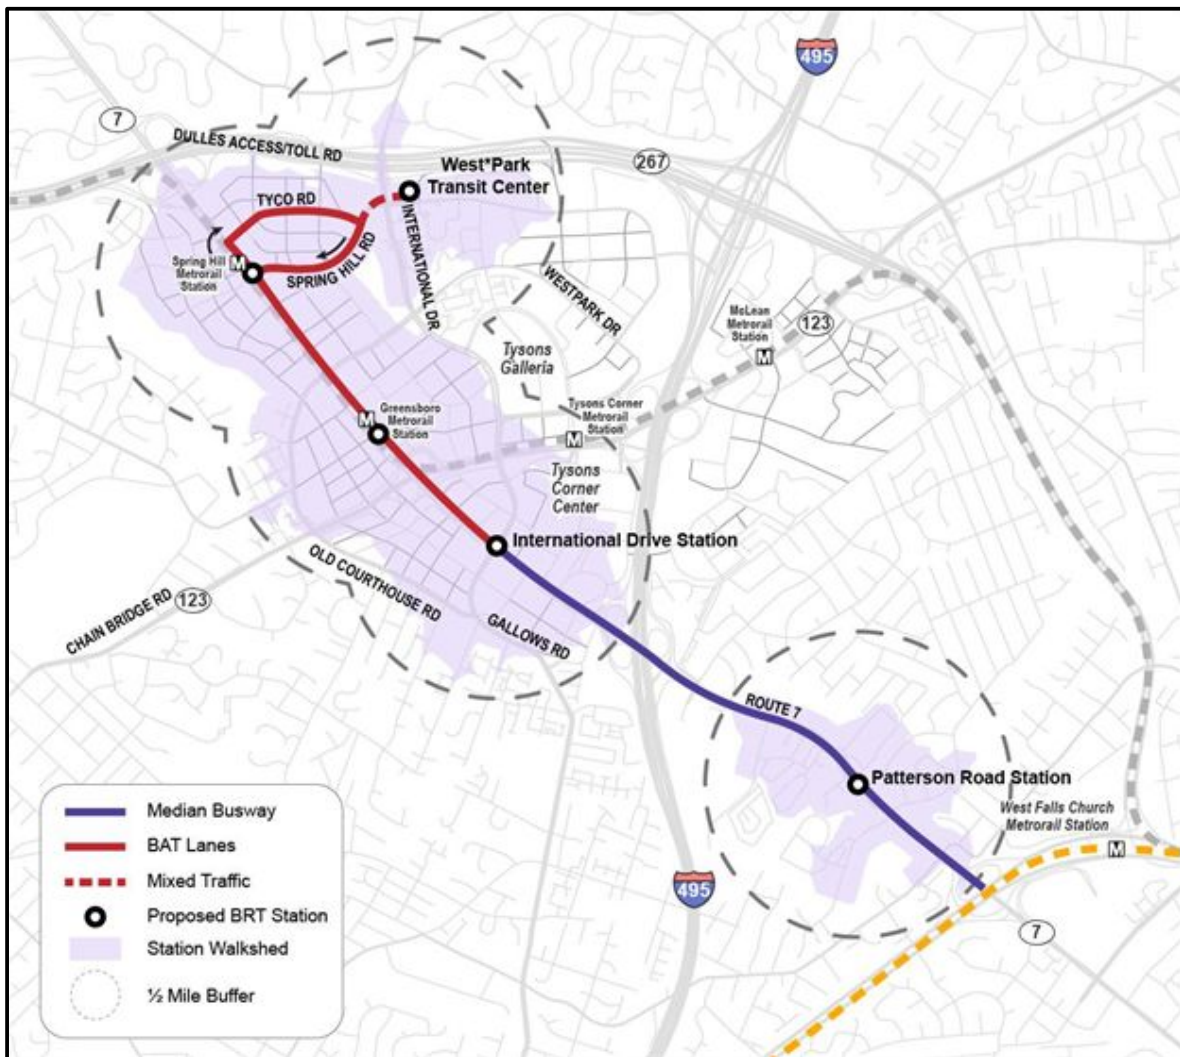 495
7
DULLES ACCESS/TOLL RD
267
West*Park
Transit Center
TYCO RD
INTERNATIONAL DR
Spring Hill
Metrorail
Station
M
SPRING HILL RD
WESTPARK DR
McLean
Metrorail
Station
M
123
Tysons
Galleria
Greensboro
Metrorail
Station
M
Tysons Corner
Metrorail
Station
M
Tysons
Corner
Center
International Drive Station
OLD COURTHOUSE RD
CHAIN BRIDGE RD
123
GALLOWS RD
ROUTE 7
Patterson Road Station
West Falls Church
Metrorail Station
M
495
7
Median Busway
BAT Lanes
Mixed Traffic
Proposed BRT Station
Station Walkshed
½ Mile Buffer